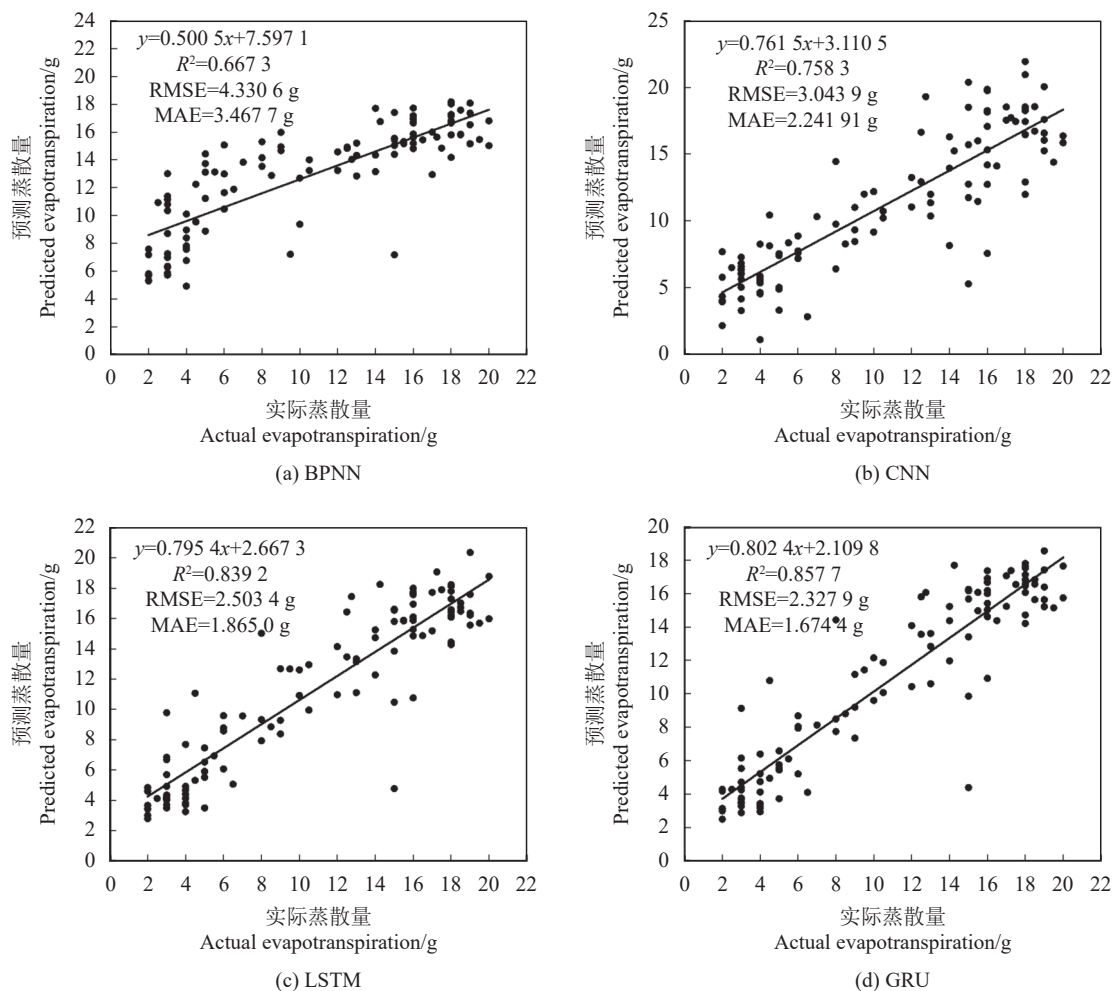 24
22
20
18
16
14
12
10
8
6
4
2
0
预测蒸散量
Predicted evapotranspiration/g
y=0.500 5x+7.597 1
R²=0.667 3
RMSE=4.330 6 g
MAE=3.467 7 g
0 2 4 6 8 10 12 14 16 18 20 22
实际蒸散量
Actual evapotranspiration/g
(a) BPNN
25
20
15
10
5
0
预测蒸散量
Predicted evapotranspiration/g
y=0.761 5x+3.110 5
R²=0.758 3
RMSE=3.043 9 g
MAE=2.241 91 g
0 2 4 6 8 10 12 14 16 18 20 22
实际蒸散量
Actual evapotranspiration/g
(b) CNN
22
20
18
16
14
12
10
8
6
4
2
0
预测蒸散量
Predicted evapotranspiration/g
y=0.795 4x+2.667 3
R²=0.839 2
RMSE=2.503 4 g
MAE=1.865 0 g
0 2 4 6 8 10 12 14 16 18 20 22
实际蒸散量
Actual evapotranspiration/g
(c) LSTM
20
18
16
14
12
10
8
6
4
2
0
预测蒸散量
Predicted evapotranspiration/g
y=0.802 4x+2.109 8
R²=0.857 7
RMSE=2.327 9 g
MAE=1.674 4 g
0 2 4 6 8 10 12 14 16 18 20 22
实际蒸散量
Actual evapotranspiration/g
(d) GRU